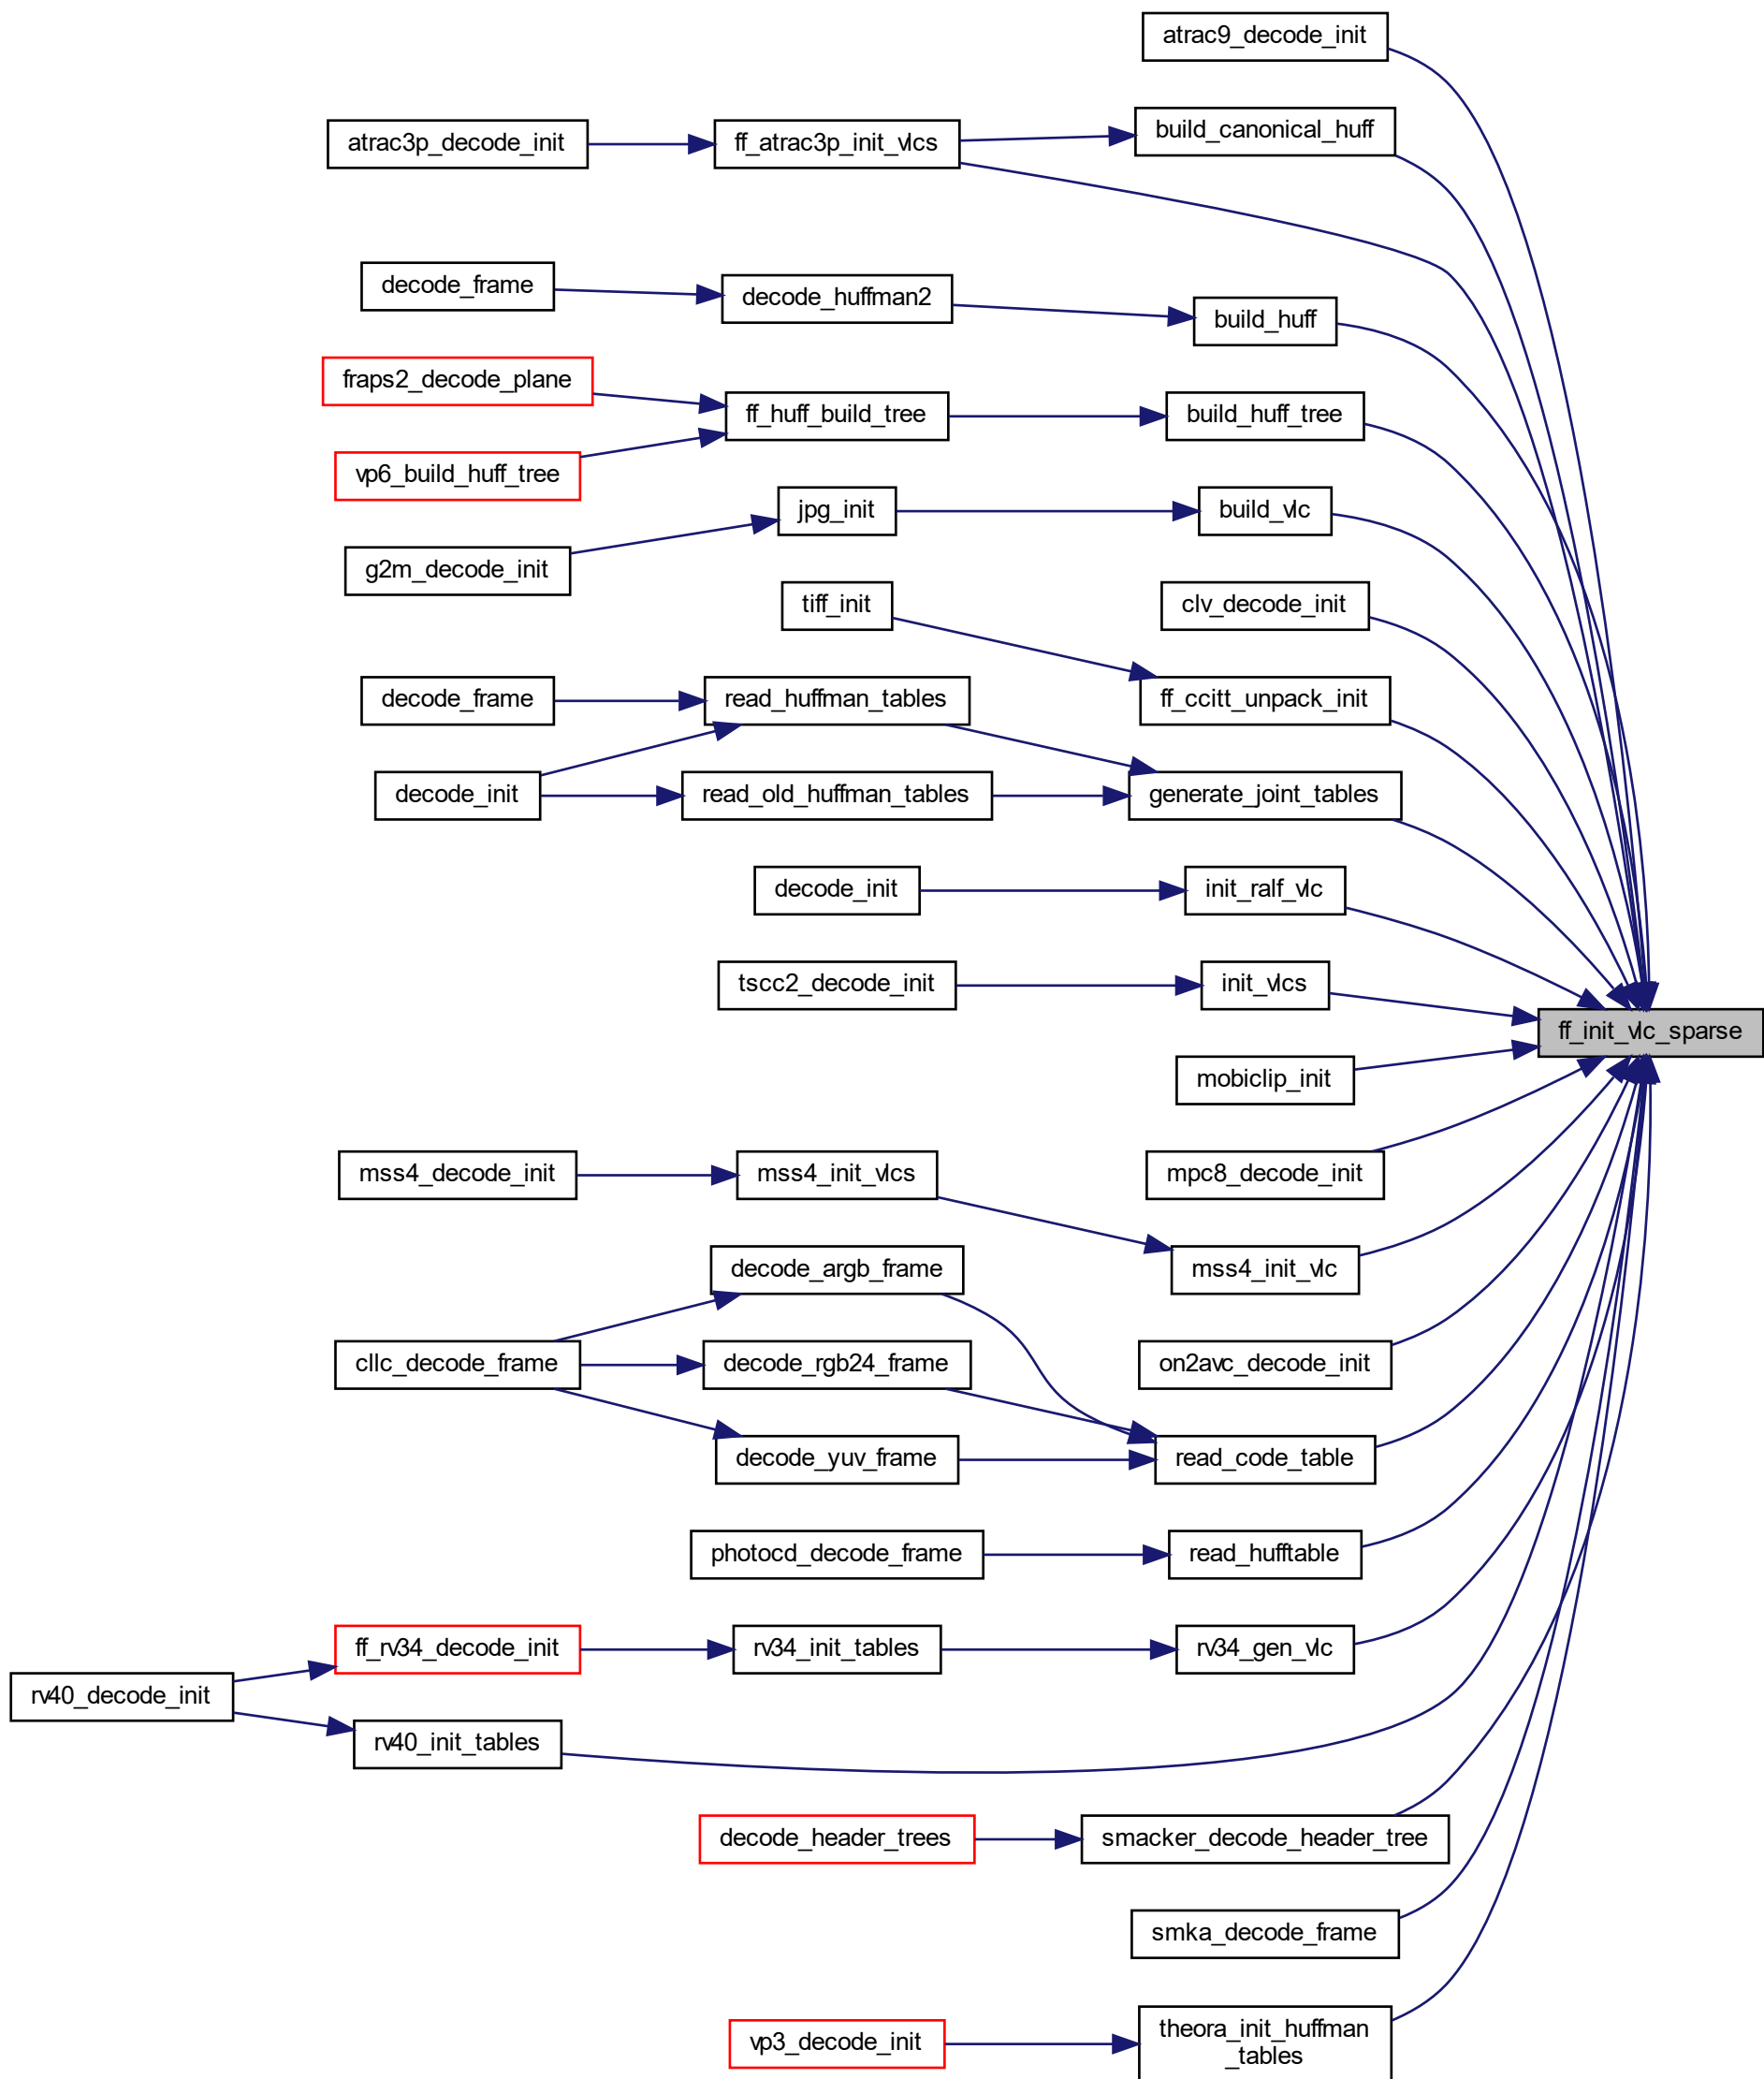 atrac9_decode_init
build_canonical_huff
ff_atrac3p_init_vlcs
atrac3p_decode_init
decode_frame
decode_huffman2
build_huff
fraps2_decode_plane
ff_huff_build_tree
build_huff_tree
vp6_build_huff_tree
jpg_init
build_vlc
g2m_decode_init
tiff_init
clv_decode_init
decode_frame
read_huffman_tables
ff_ccitt_unpack_init
decode_init
read_old_huffman_tables
generate_joint_tables
decode_init
init_ralf_vlc
tscc2_decode_init
init_vlcs
ff_init_vlc_sparse
mobiclip_init
mss4_decode_init
mss4_init_vlcs
mpc8_decode_init
decode_argb_frame
mss4_init_vlc
cllc_decode_frame
decode_rgb24_frame
on2avc_decode_init
decode_yuv_frame
read_code_table
photocd_decode_frame
read_hufftable
ff_rv34_decode_init
rv34_init_tables
rv34_gen_vlc
rv40_decode_init
rv40_init_tables
decode_header_trees
smacker_decode_header_tree
smka_decode_frame
vp3_decode_init
theora_init_huffman
_tables